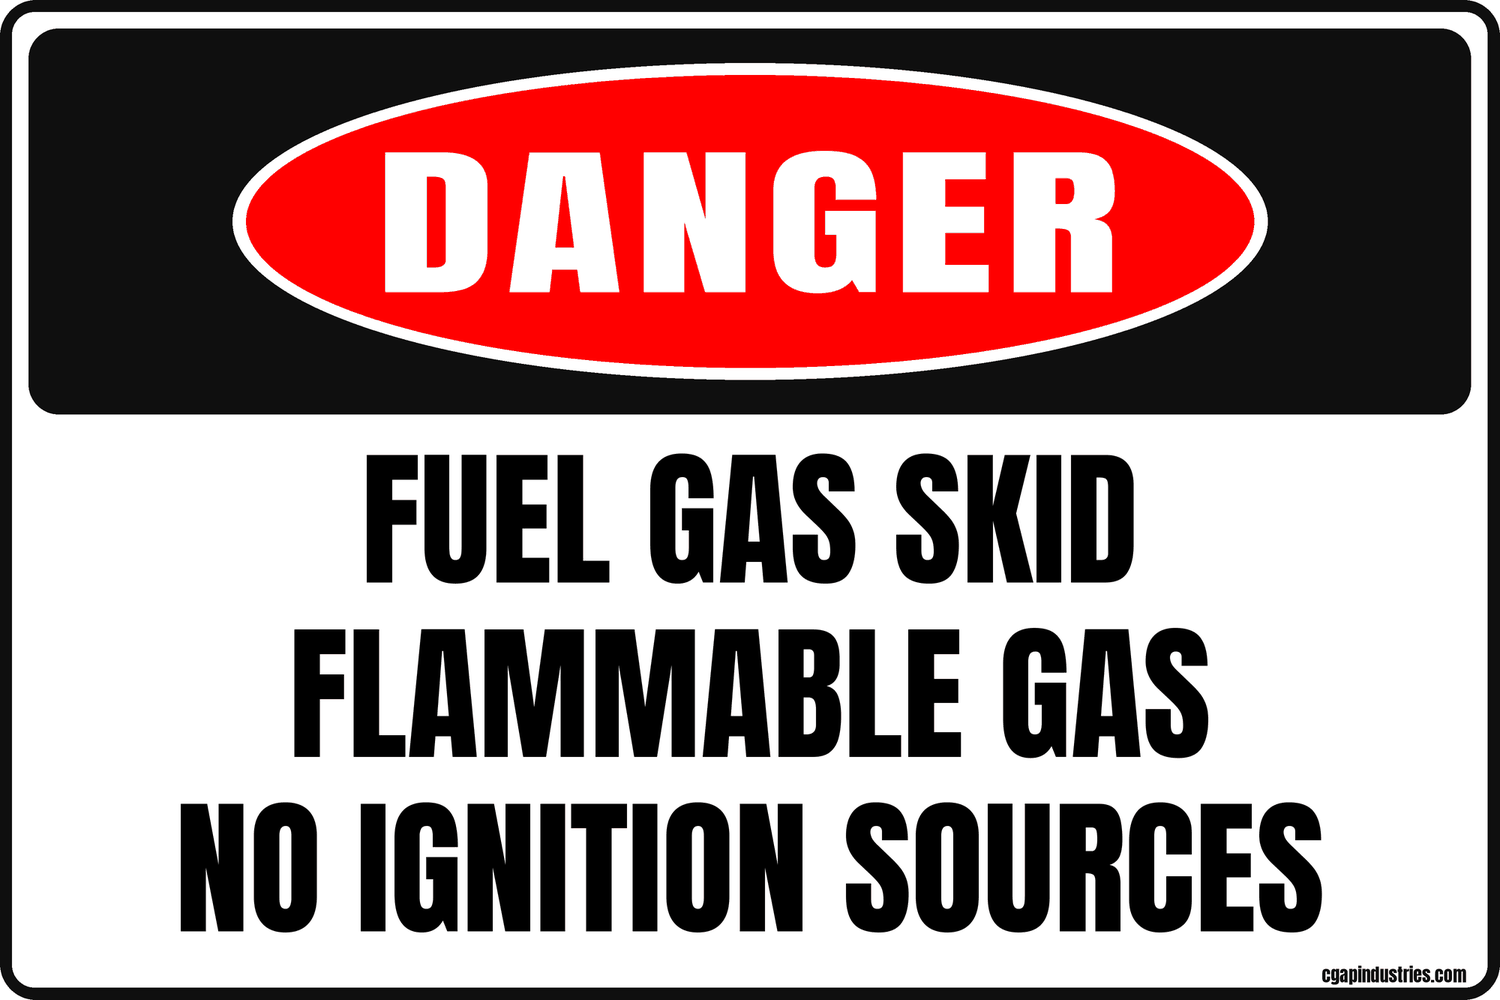 DANGER
FUEL GAS SKID
FLAMMABLE GAS
NO IGNITION SOURCES
cgapindustries.com